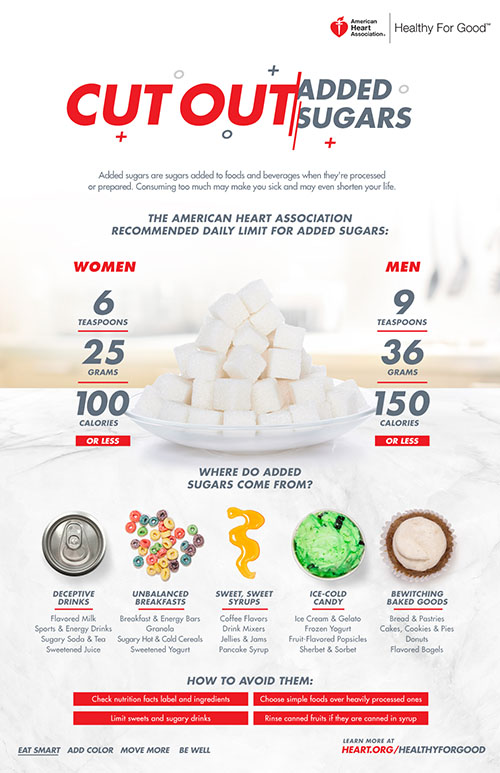 American
Heart
Association.
Healthy For Good™
CUT OUT ADDED
SUGARS
Added sugars are sugars added to foods and beverages when they're processed
or prepared. Consuming too much may make you sick and may even shorten your life.
THE AMERICAN HEART ASSOCIATION
RECOMMENDED DAILY LIMIT FOR ADDED SUGARS:
WOMEN
6
TEASPOONS
25
GRAMS
100
CALORIES
OR LESS
MEN
9
TEASPOONS
36
GRAMS
150
CALORIES
OR LESS
WHERE DO ADDED
SUGARS COME FROM?
DECEPTIVE
DRINKS
Flavored Milk
Sports & Energy Drinks
Sugary Soda & Tea
Sweetened Juice
UNBALANCED
BREAKFASTS
Breakfast & Energy Bars
Granola
Sugary Hot & Cold Cereals
Sweetened Yogurt
SWEET, SWEET
SYRUPS
Coffee Flavors
Drink Mixers
Jellies & Jams
Pancake Syrup
ICE-COLD
CANDY
Ice Cream & Gelato
Frozen Yogurt
Fruit-Flavored Popsicles
Sherbet & Sorbet
BEWITCHING
BAKED GOODS
Bread & Pastries
Cakes, Cookies & Pies
Donuts
Flavored Bagels
HOW TO AVOID THEM:
Check nutrition facts label and ingredients
Choose simple foods over heavily processed ones
Limit sweets and sugary drinks
Rinse canned fruits if they are canned in syrup
EAT SMART ADD COLOR MOVE MORE BE WELL
LEARN MORE AT
HEART.ORG/HEALTHYFORGOOD